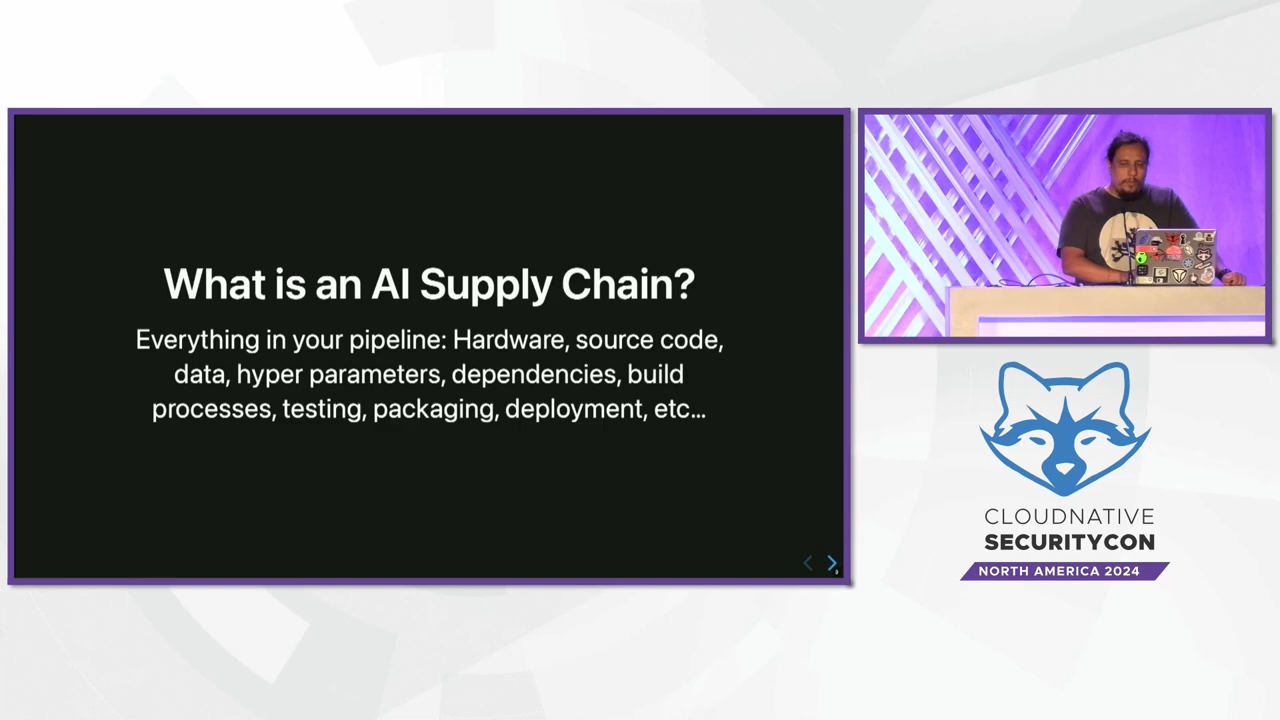 What is an AI Supply Chain?
Everything in your pipeline: Hardware, source code,
data, hyper parameters, dependencies, build
processes, testing, packaging, deployment, etc...
CLOUDNATIVE
SECURITYCON
NORTH AMERICA 2024